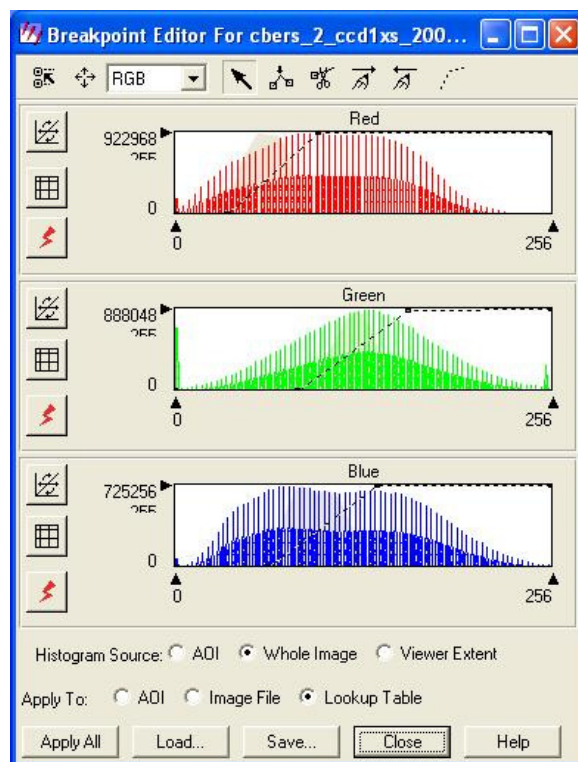 Breakpoint Editor For cbers_2_ccd1xs_200...
RGB
Red
922968
255
0
0 256
Green
888048
255
0
0 256
Blue
725256
255
0
0 256
Histogram Source: AOI Whole Image Viewer Extent
Apply To: AOI Image File Lookup Table
Apply All Load... Save... Close Help